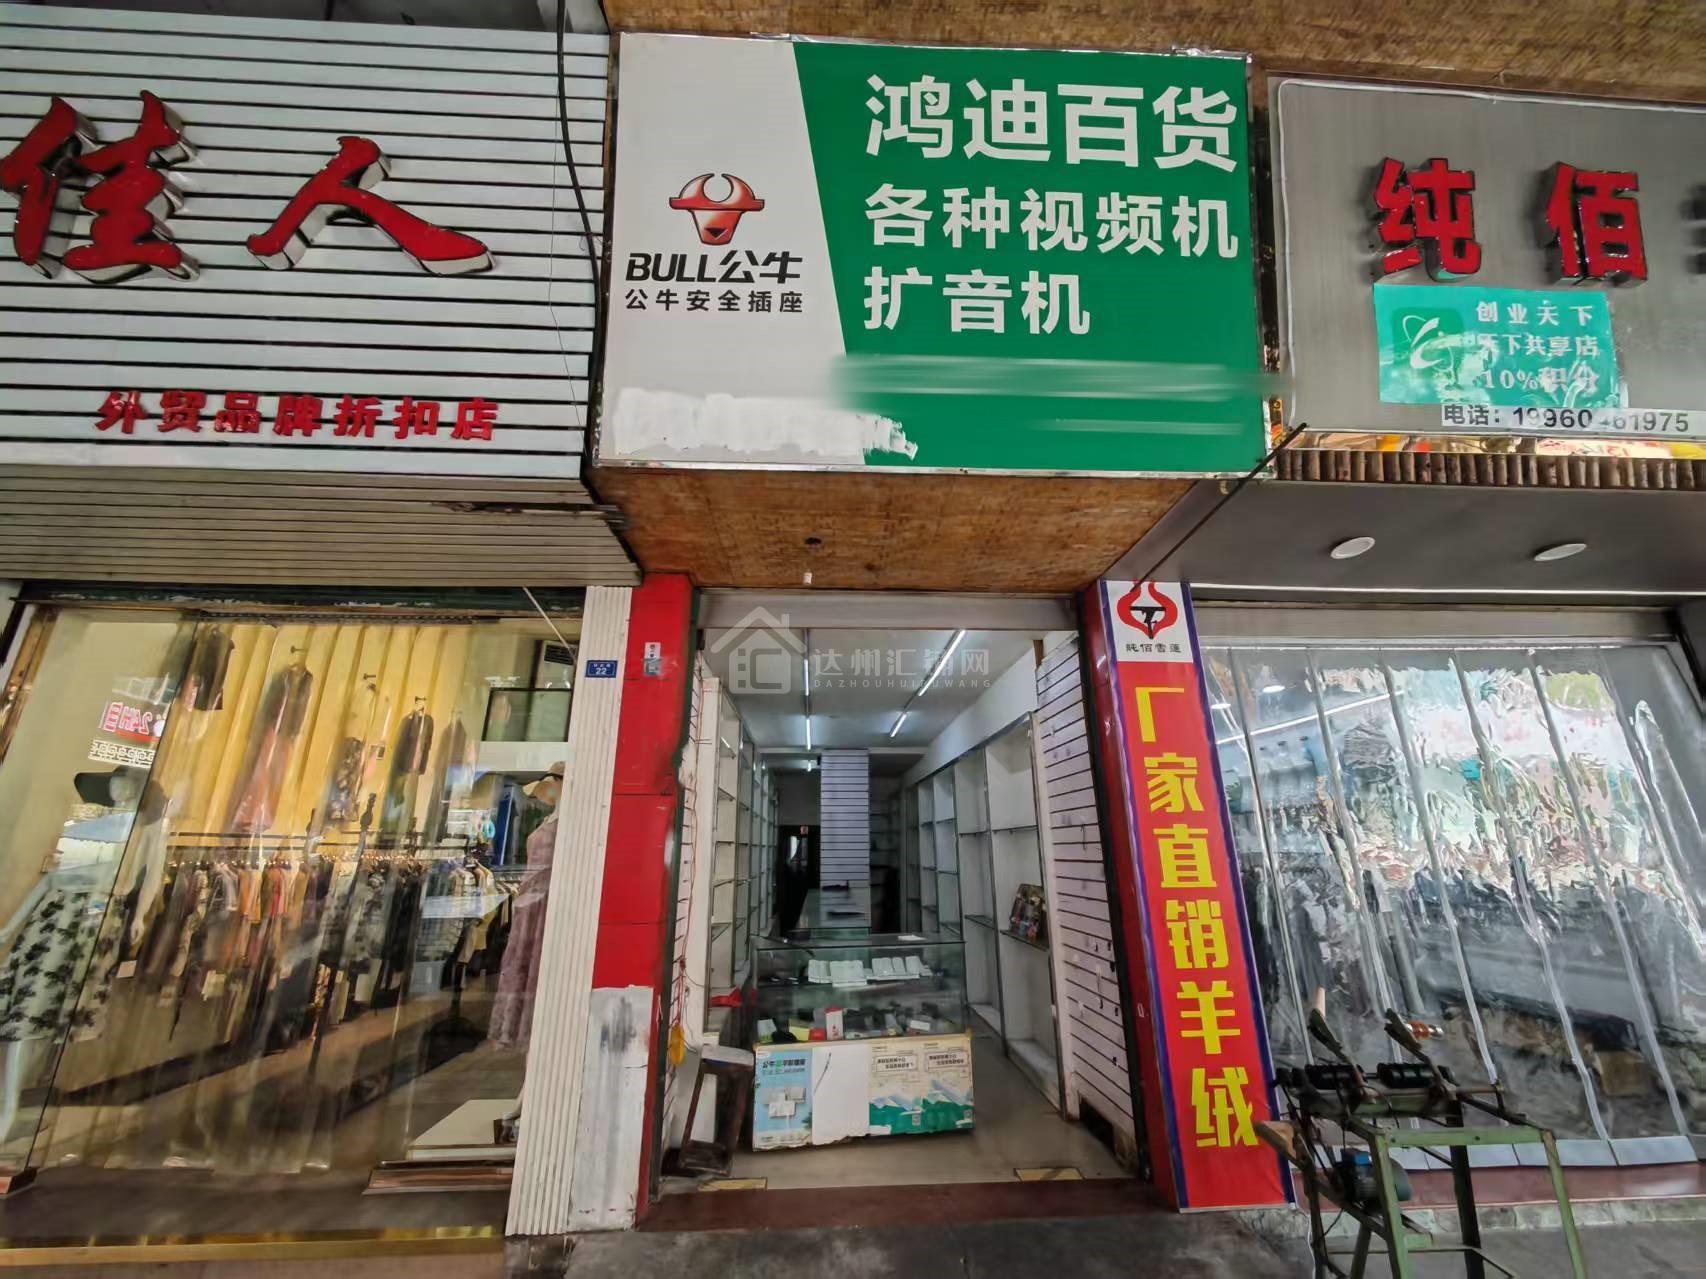 佳人
外贸品牌折扣店
鸿迪百货
各种视频机
扩音机
BULL公牛
公牛安全插座
纯佰
创业天下
天下共享店
10%积分
电话:
22
达州汇铺网
DAZHOUHUIPUWANG
純佰雪莲
厂家直销羊绒